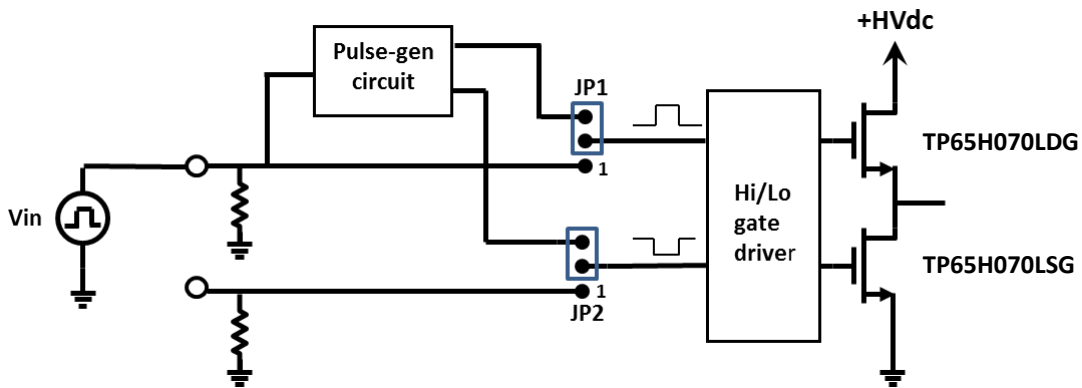 +HVdc
Pulse-gen
circuit
JP1
TP65H070LDG
1
Vin
Hi/Lo
gate
driver
TP65H070LSG
1
JP2